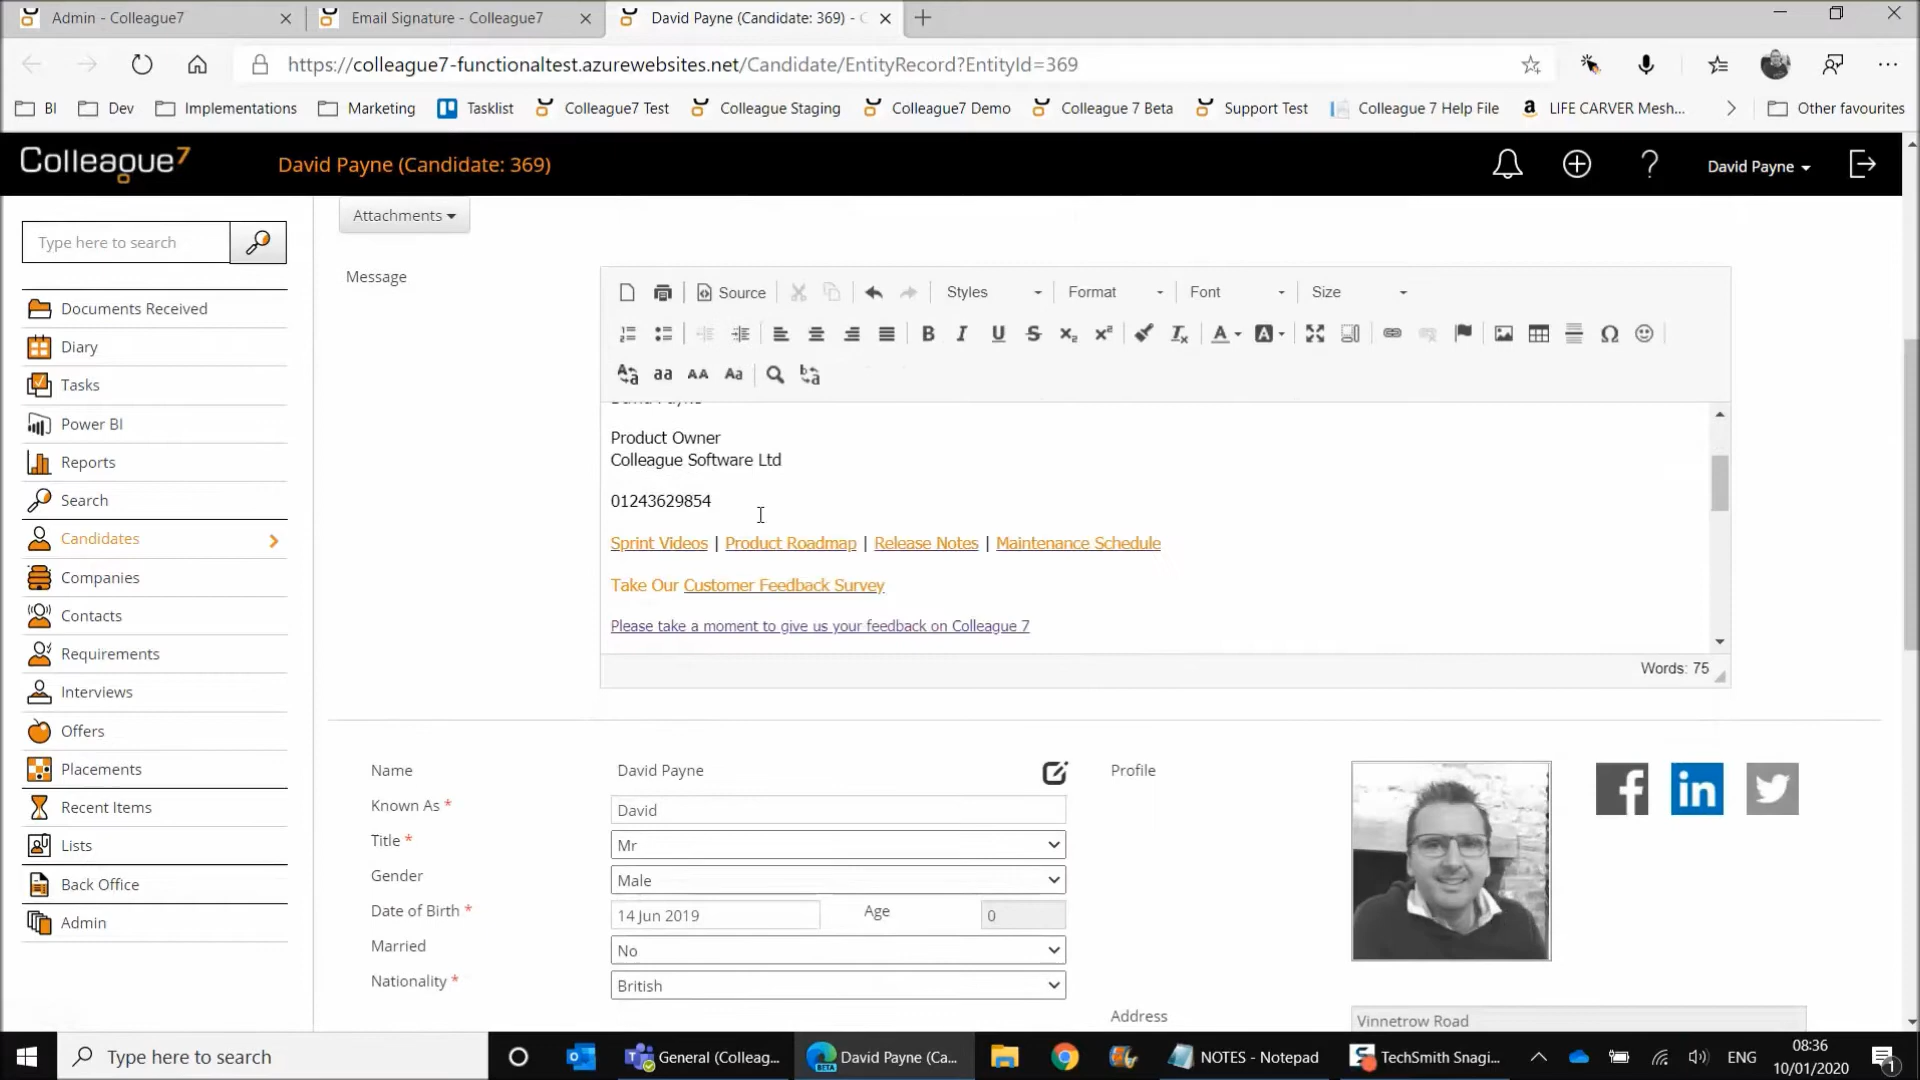 Admin - Colleague7
Email Signature - Colleague7
David Payne (Candidate: 369) - C
https://colleague7-functionaltest.azurewebsites.net/Candidate/EntityRecord?EntityId=369
BI
Dev
Implementations
Marketing
Tasklist
Colleague7 Test
Colleague Staging
Colleague7 Demo
Colleague 7 Beta
Support Test
Colleague 7 Help File
LIFE CARVER Mesh...
Other favourites
Colleague7
David Payne (Candidate: 369)
David Payne
Type here to search
Documents Received
Diary
Tasks
Power BI
Reports
Search
Candidates
Companies
Contacts
Requirements
Interviews
Offers
Placements
Recent Items
Lists
Back Office
Admin
Attachments
Message
Source
Styles
Format
Font
Size
David Payne
Product Owner
Colleague Software Ltd
01243629854
Sprint Videos | Product Roadmap | Release Notes | Maintenance Schedule
Take Our Customer Feedback Survey
Please take a moment to give us your feedback on Colleague 7
Words: 75
Name David Payne
Known As * David
Title * Mr
Gender Male
Date of Birth * 14 Jun 2019 Age 0
Married No
Nationality * British
Profile
Address Vinnetrow Road
Type here to search
General (Colleag...
BETA
David Payne (Ca...
NOTES - Notepad
TechSmith Snagi...
ENG
08:36
10/01/2020
1